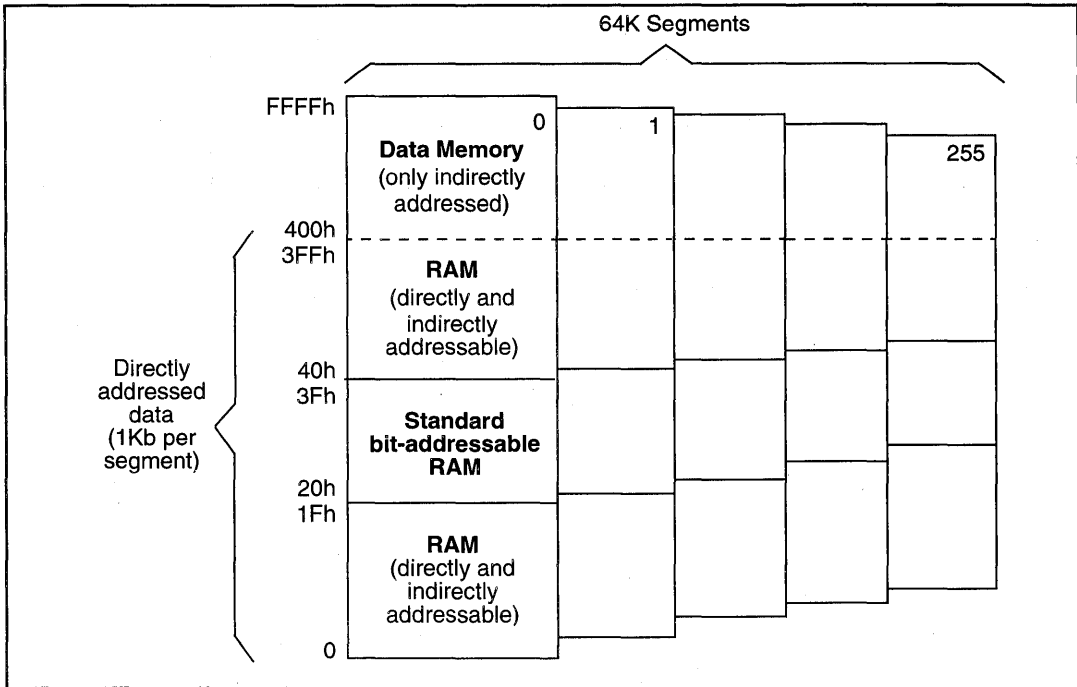 64K Segments
FFFFh
0
1
255
Data Memory
(only indirectly
addressed)
400h
3FFh
RAM
(directly and
indirectly
addressable)
Directly
addressed
data
(1Kb per
segment)
40h
3Fh
Standard
bit-addressable
RAM
20h
1Fh
RAM
(directly and
indirectly
addressable)
0